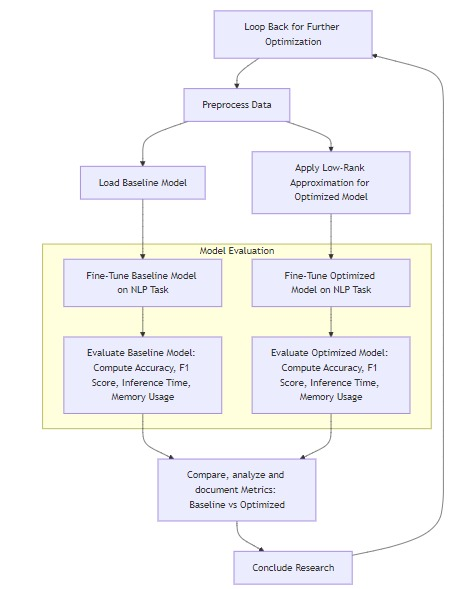 Loop Back for Further
Optimization
Preprocess Data
Load Baseline Model
Apply Low-Rank
Approximation for
Optimized Model
Model Evaluation
Fine-Tune Baseline Model
on NLP Task
Fine-Tune Optimized
Model on NLP Task
Evaluate Baseline Model:
Compute Accuracy, F1
Score, Inference Time,
Memory Usage
Evaluate Optimized Model:
Compute Accuracy, F1
Score, Inference Time,
Memory Usage
Compare, analyze and
document Metrics:
Baseline vs Optimized
Conclude Research